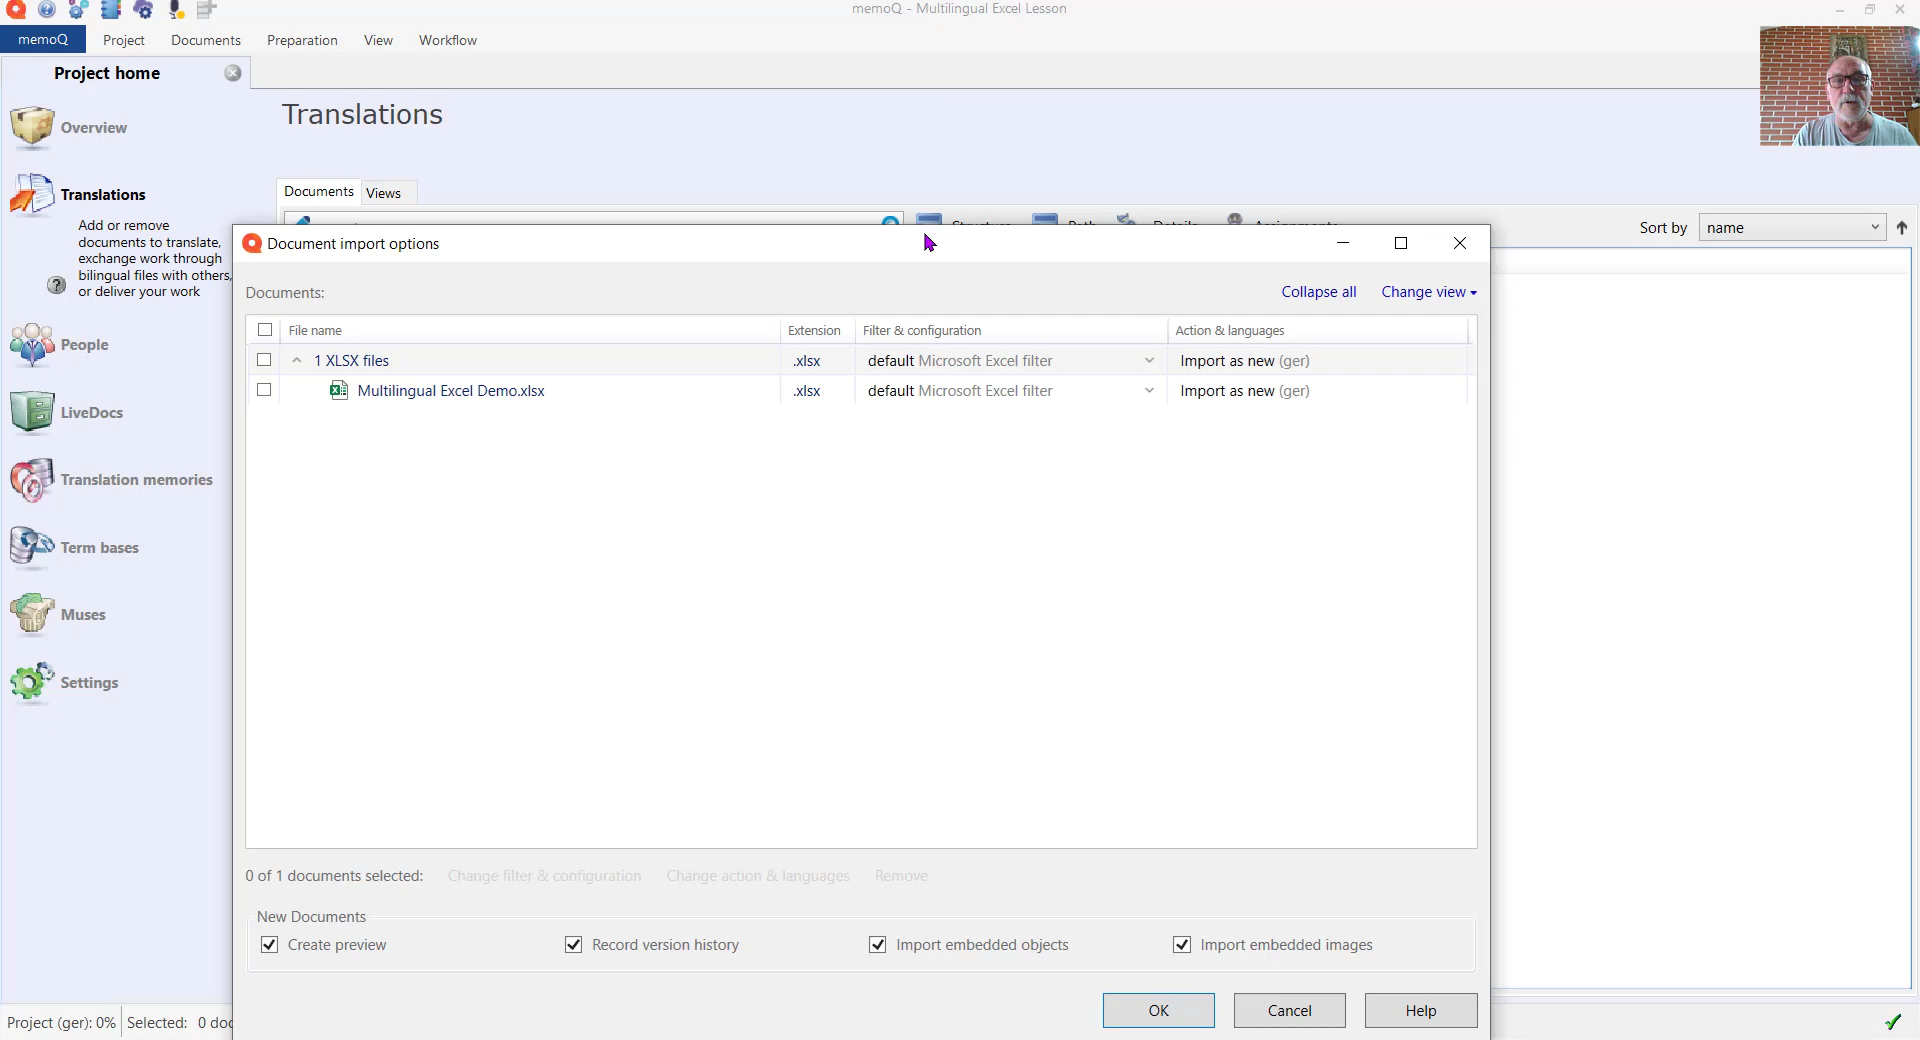 memoQ - Multilingual Excel Lesson
memoQ Project Documents Preparation View Workflow
Project home
Translations
Overview
Translations
Add or remove
documents to translate,
exchange work through
bilingual files with others,
or deliver your work
Documents Views
Structure Path Details Assignments
Sort by name
People
LiveDocs
Translation memories
Term bases
Muses
Settings
Document import options
Documents:
Collapse all Change view
File name Extension Filter & configuration Action & languages
1 XLSX files .xlsx default Microsoft Excel filter Import as new (ger)
Multilingual Excel Demo.xlsx .xlsx default Microsoft Excel filter Import as new (ger)
0 of 1 documents selected: Change filter & configuration Change action & languages Remove
New Documents
Create preview Record version history Import embedded objects Import embedded images
OK Cancel Help
Project (ger): 0% Selected: 0 doc